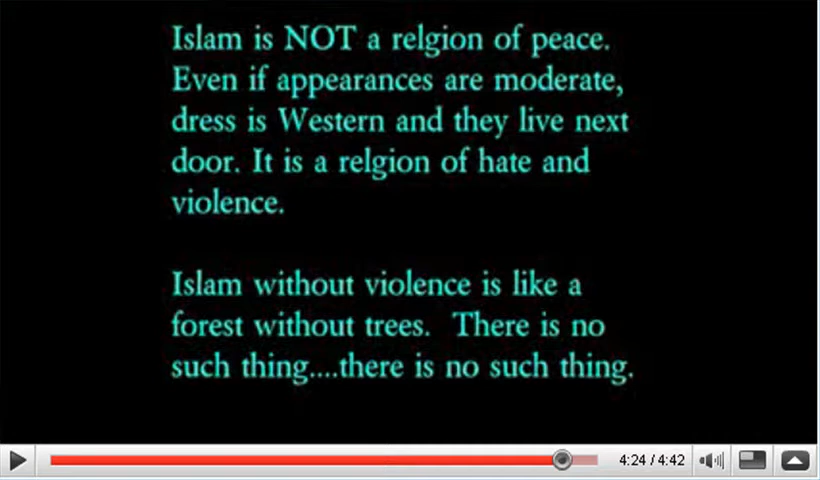 Islam is NOT a relgion of peace.
Even if appearances are moderate,
dress is Western and they live next
door. It is a relgion of hate and
violence.
Islam without violence is like a
forest without trees.  There is no
such thing....there is no such thing.
4:24 / 4:42